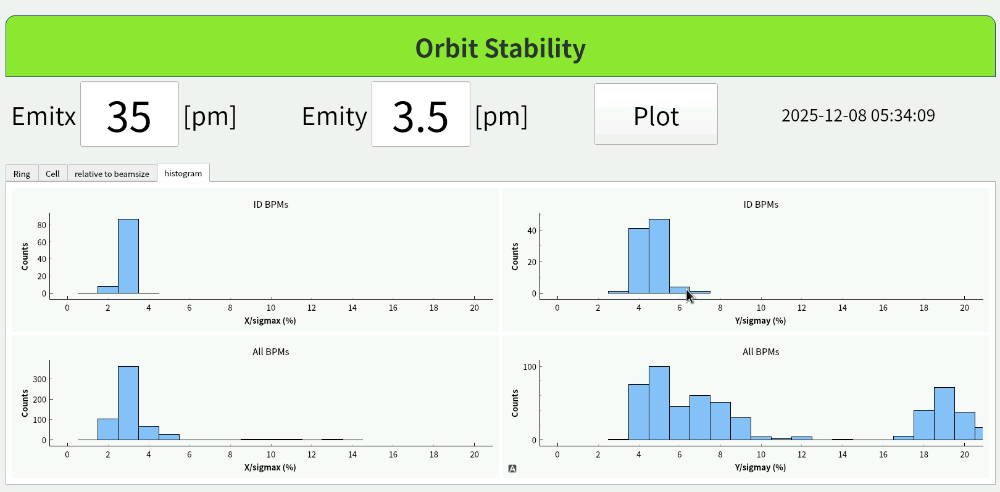 Orbit Stability
Emitx 35 [pm] Emity 3.5 [pm] Plot 2025-12-08 05:34:09
Ring Cell relative to beamsize histogram
ID BPMs
Counts
80
60
40
20
0
0 2 4 6 8 10 12 14 16 18 20
X/sigmax (%)
ID BPMs
Counts
40
20
0
0 2 4 6 8 10 12 14 16 18 20
Y/sigmay (%)
All BPMs
Counts
300
200
100
0
0 2 4 6 8 10 12 14 16 18 20
X/sigmax (%)
All BPMs
Counts
100
0
0 2 4 6 8 10 12 14 16 18 20
Y/sigmay (%)
A